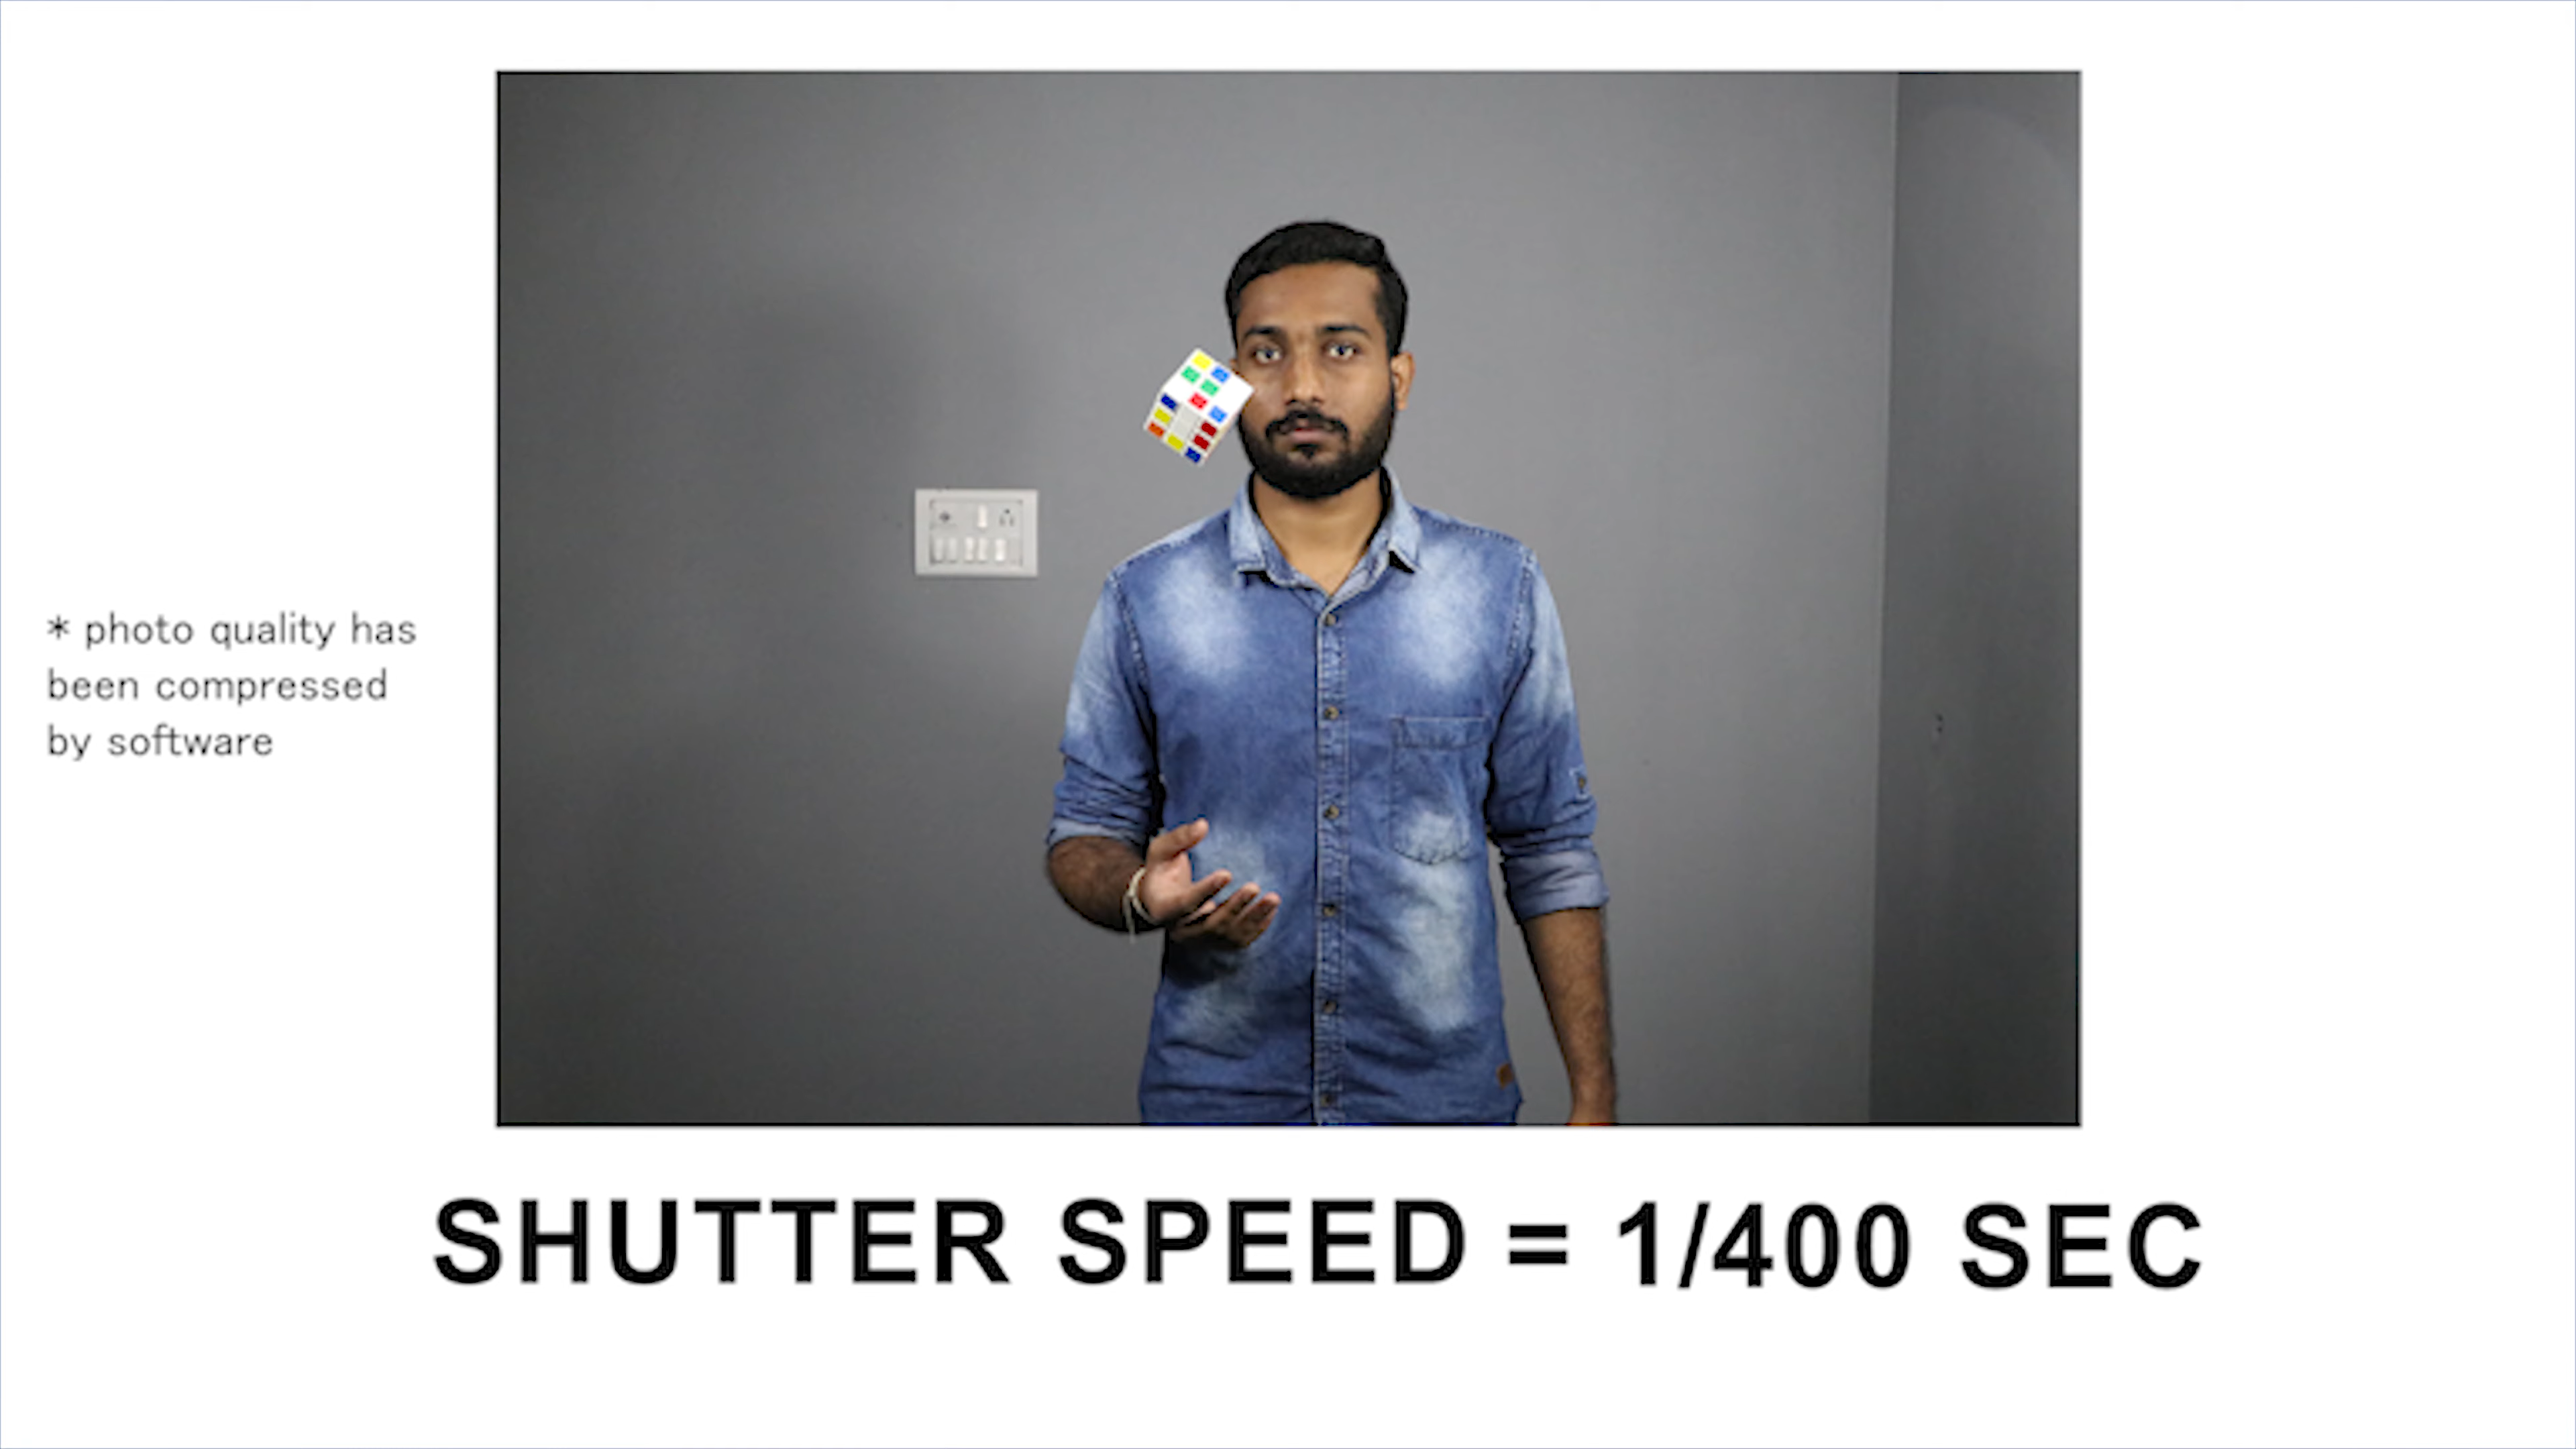 * photo quality has
been compressed
by software
SHUTTER SPEED = 1/400 SEC